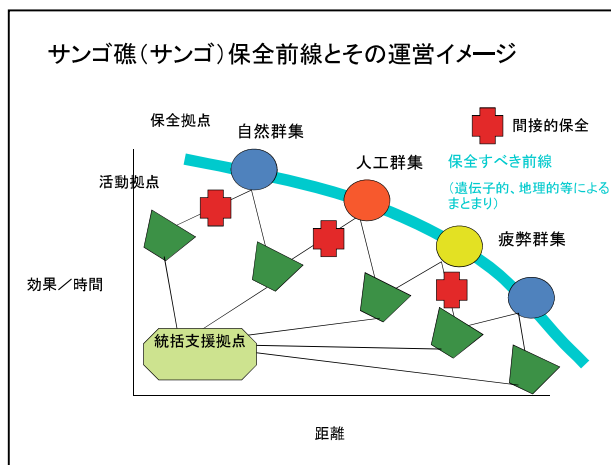 サンゴ礁(サンゴ)保全前線とその運営イメージ
保全拠点
自然群集
間接的保全
人工群集
保全すべき前線
(遺伝子的、地理的等による
まとまり)
活動拠点
疲弊群集
効果/時間
統括支援拠点
距離